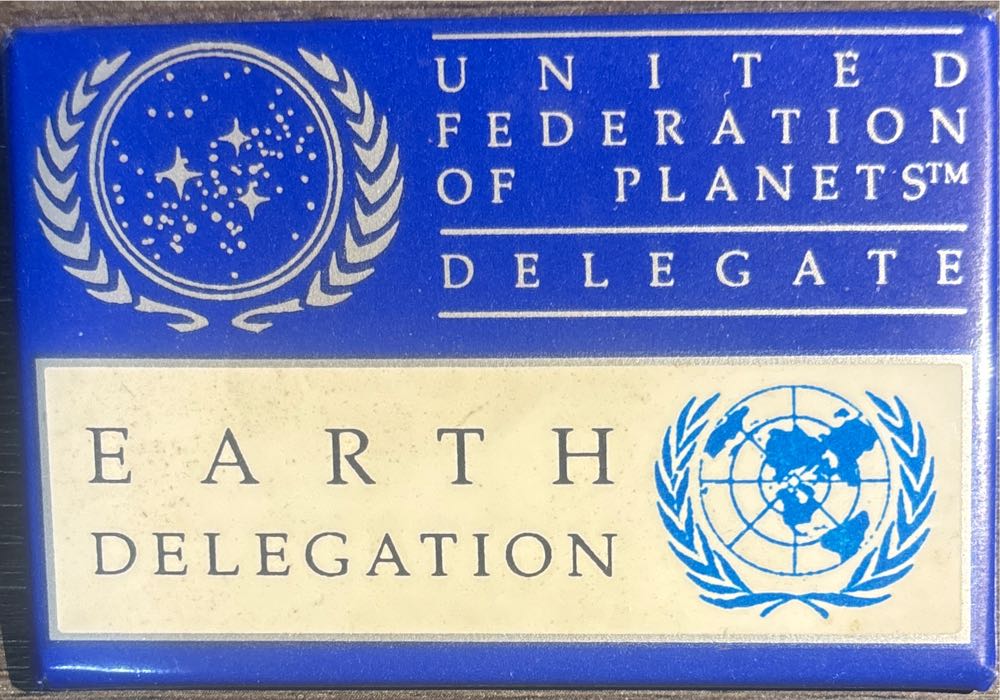 UNITED
FEDERATION
OF PLANETS™
DELEGATE
EARTH
DELEGATION